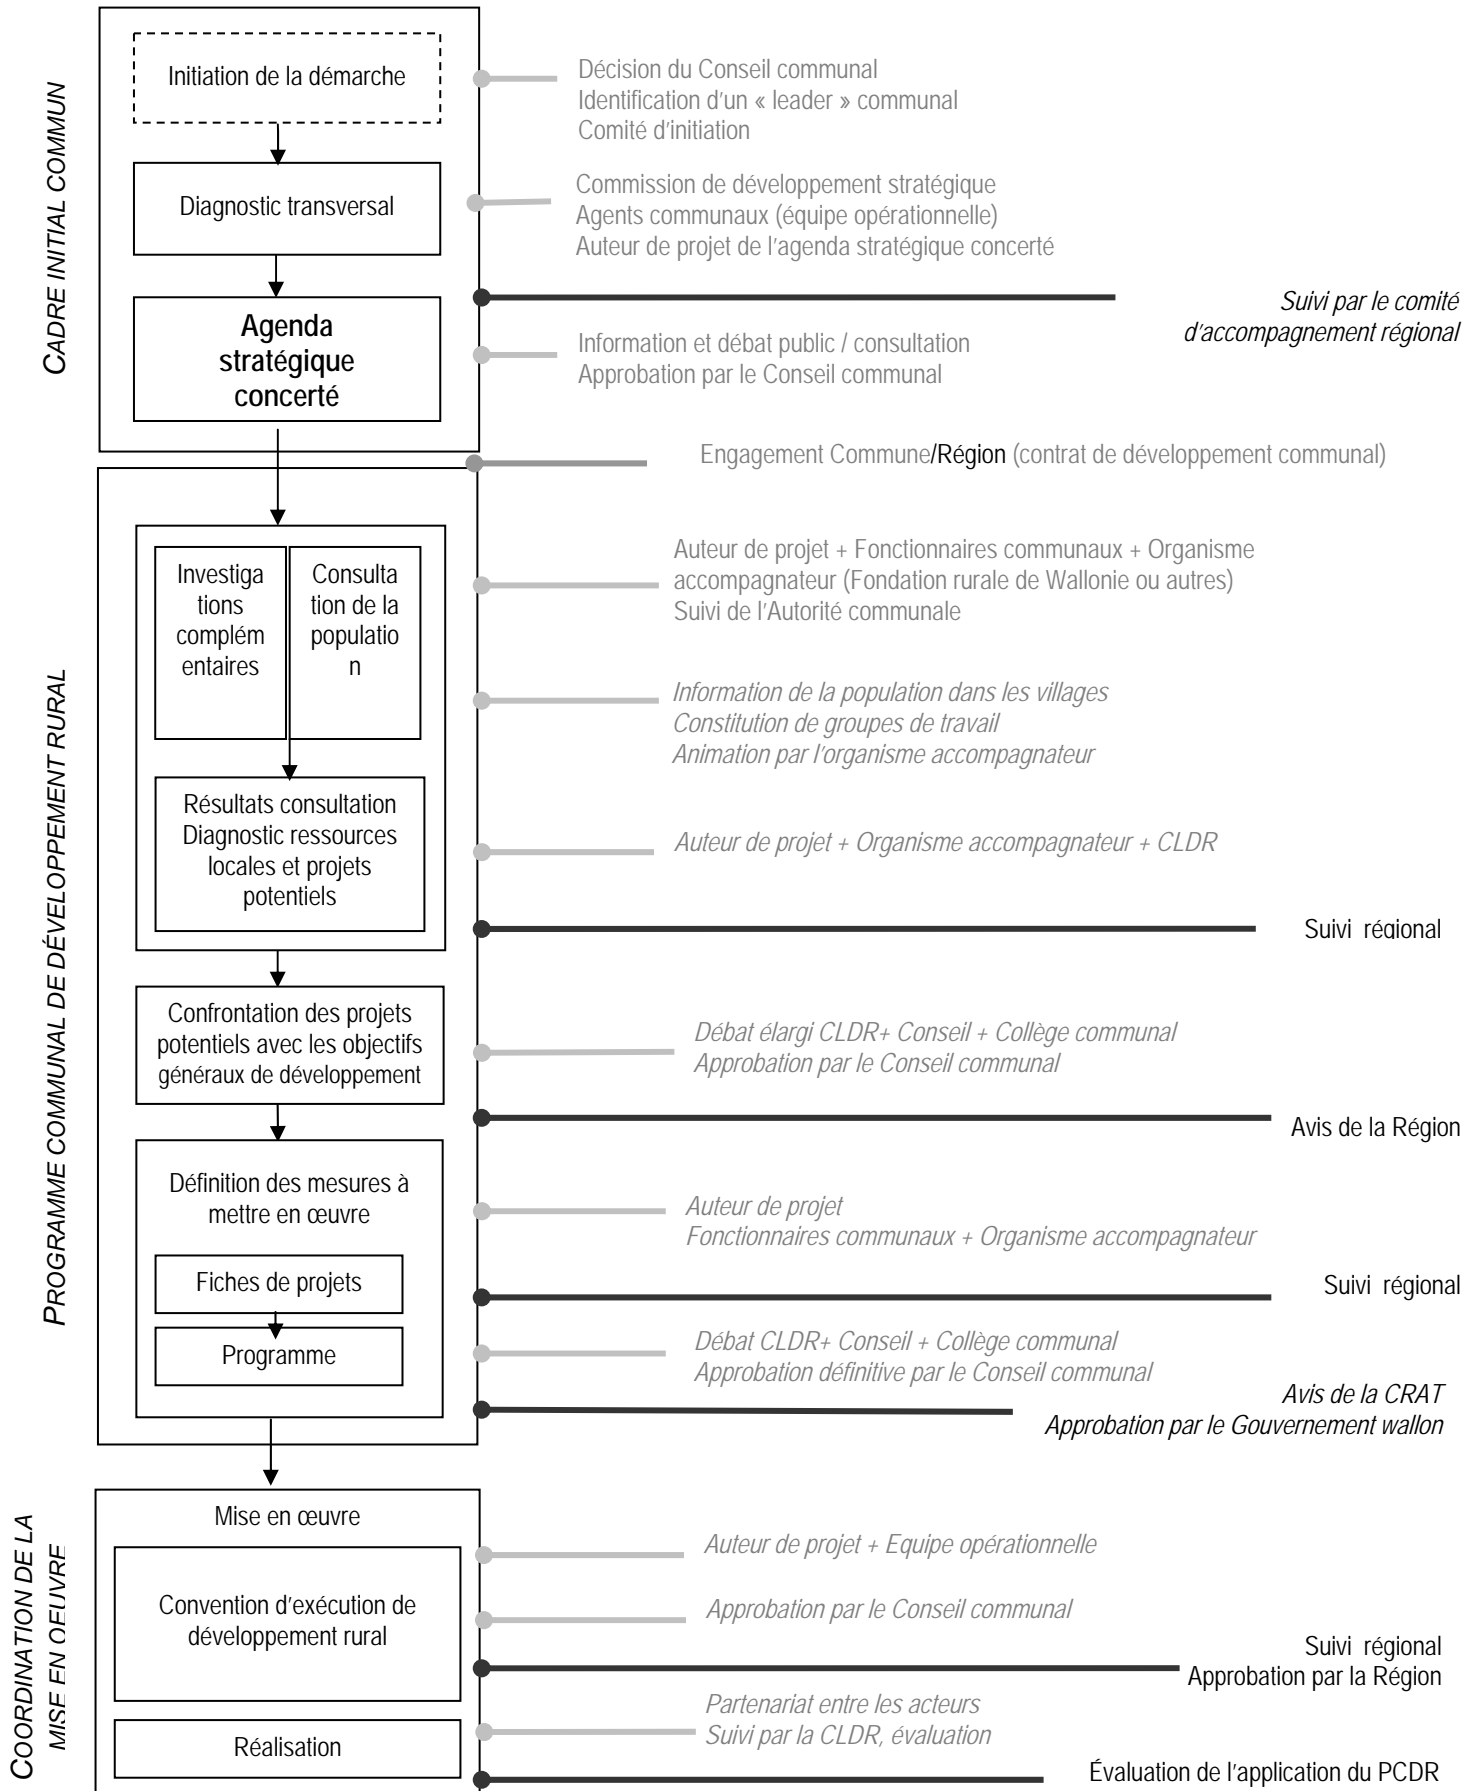 CADRE INITIAL COMMUN
Initiation de la démarche
Décision du Conseil communal
Identification d'un « leader » communal
Comité d'initiation
Diagnostic transversal
Commission de développement stratégique
Agents communaux (équipe opérationnelle)
Auteur de projet de l'agenda stratégique concerté
Suivi par le comité
d'accompagnement régional
Agenda
stratégique
concerté
Information et débat public / consultation
Approbation par le Conseil communal
Engagement Commune/Région (contrat de développement communal)
PROGRAMME COMMUNAL DE DÉVELOPPEMENT RURAL
Investiga
tions
complém
entaires
Consulta
tion de la
populatio
n
Auteur de projet + Fonctionnaires communaux + Organisme
accompagnateur (Fondation rurale de Wallonie ou autres)
Suivi de l'Autorité communale
Information de la population dans les villages
Constitution de groupes de travail
Animation par l'organisme accompagnateur
Résultats consultation
Diagnostic ressources
locales et projets
potentiels
Auteur de projet + Organisme accompagnateur + CLDR
Suivi régional
Confrontation des projets
potentiels avec les objectifs
généraux de développement
Débat élargi CLDR+ Conseil + Collège communal
Approbation par le Conseil communal
Avis de la Région
Définition des mesures à
mettre en œuvre
Auteur de projet
Fonctionnaires communaux + Organisme accompagnateur
Fiches de projets
Suivi régional
Programme
Débat CLDR+ Conseil + Collège communal
Approbation définitive par le Conseil communal
Avis de la CRAT
Approbation par le Gouvernement wallon
COORDINATION DE LA
MISE EN OEUVRE
Mise en œuvre
Auteur de projet + Equipe opérationnelle
Convention d'exécution de
développement rural
Approbation par le Conseil communal
Suivi régional
Approbation par la Région
Réalisation
Partenariat entre les acteurs
Suivi par la CLDR, évaluation
Évaluation de l'application du PCDR